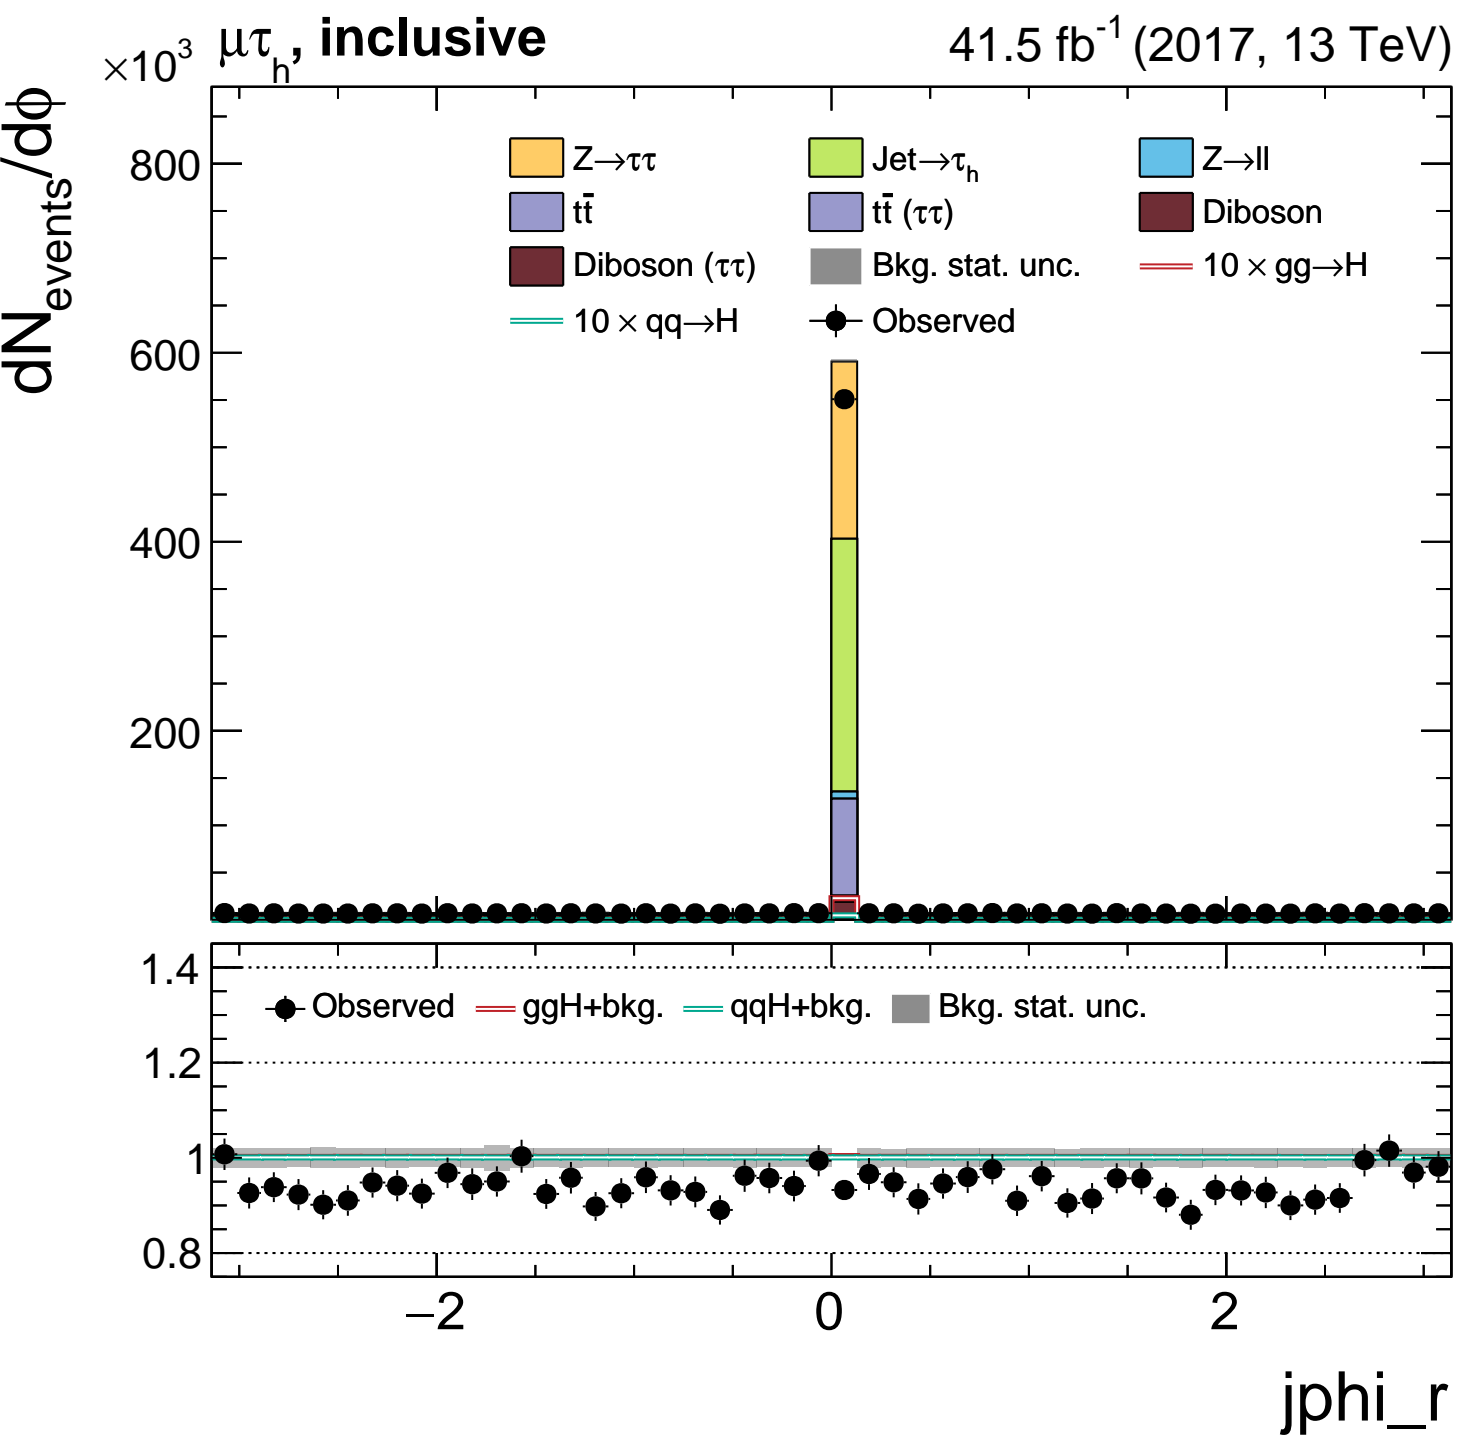 ×10³ μτh, inclusive 41.5 fb⁻¹ (2017, 13 TeV)
dNevents/dϕ
800
600
400
200
Z→ττ Jet→τh Z→ll
tt̄ tt̄ (ττ) Diboson
Diboson (ττ) Bkg. stat. unc. 10 × gg→H
10 × qq→H Observed
1.4
1.2
1
0.8
Observed ggH+bkg. qqH+bkg. Bkg. stat. unc.
−2 0 2
jphi_r